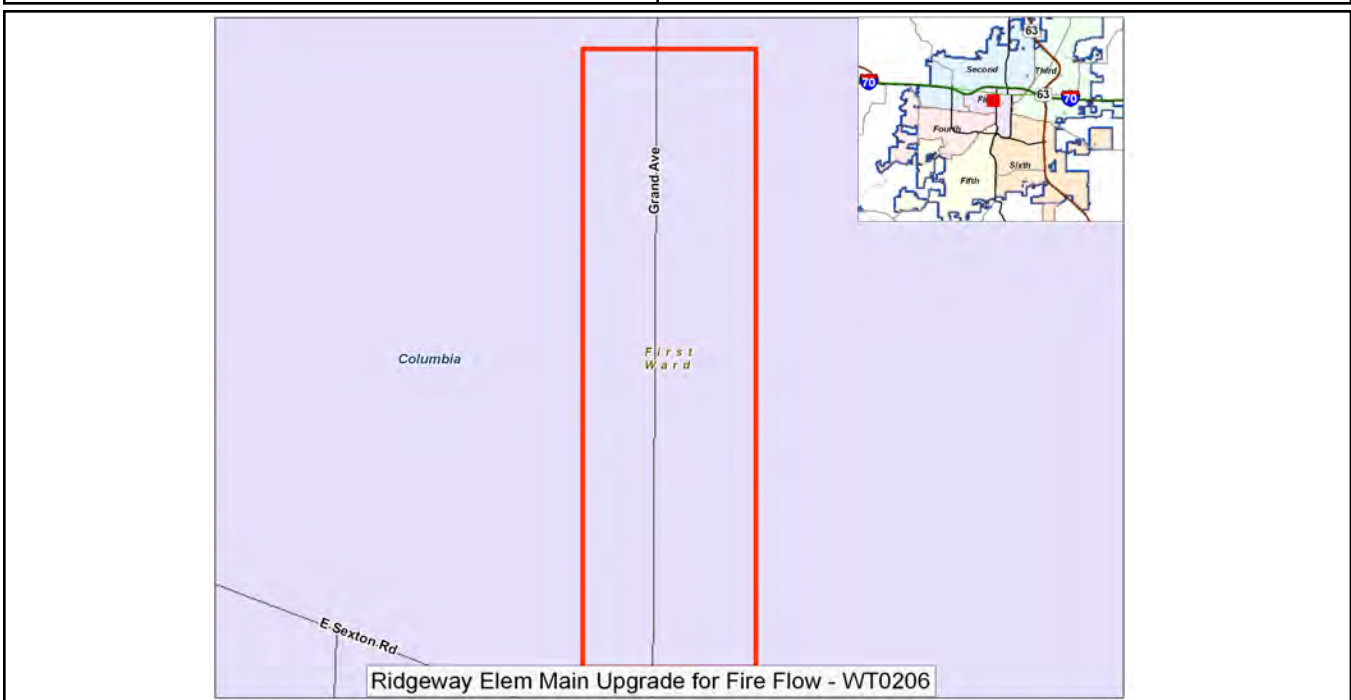 63
Second
Third
70
63
70
Fourth
Sixth
Fifth
Grand Ave
First
Ward
Columbia
E Sexton Rd
Ridgeway Elem Main Upgrade for Fire Flow - WT0206